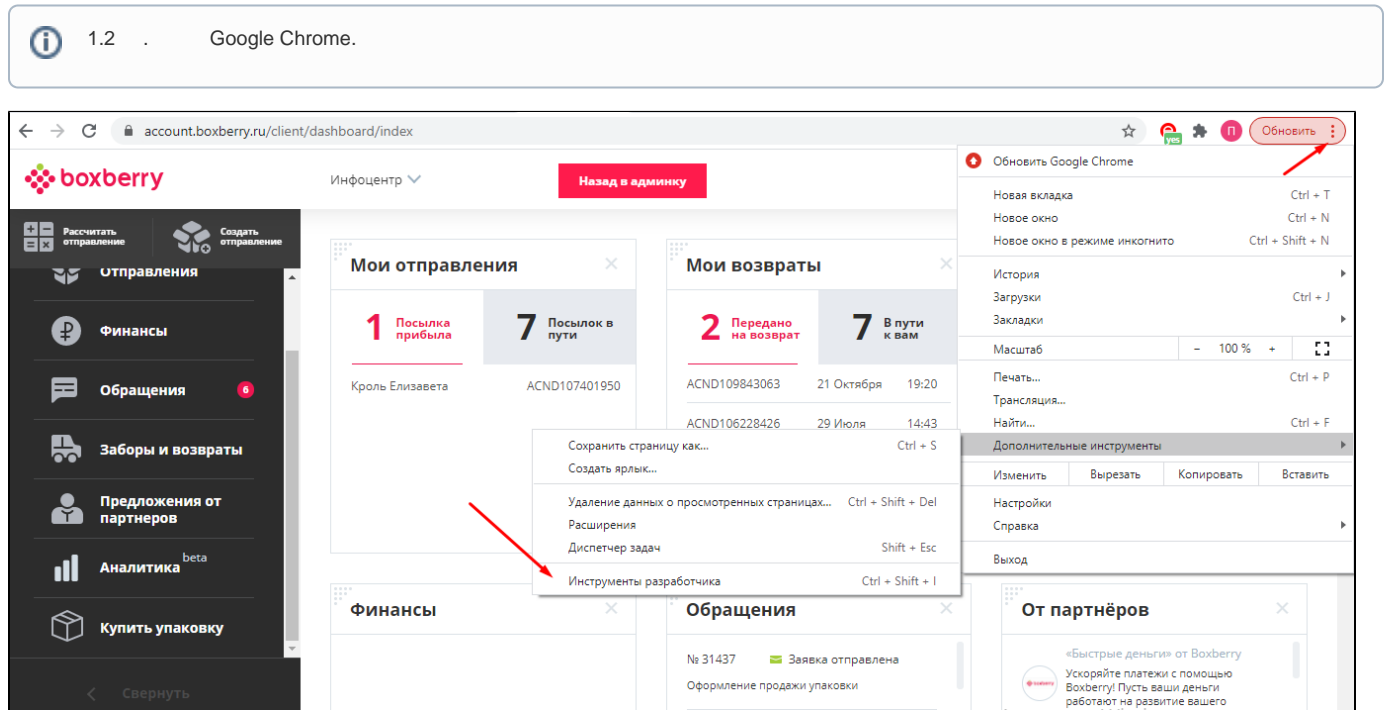 1.2 . Google Chrome.
account.boxberry.ru/client/dashboard/index
yes
П
Обновить
boxberry
Инфоцентр
Назад в админку
Рассчитать
отправление
Создать
отправление
Отправления
Финансы
Обращения
6
Заборы и возвраты
Предложения от
партнеров
Аналитика beta
Купить упаковку
Свернуть
Мои отправления
1 Посылка
прибыла
7 Посылок в
пути
Кроль Елизавета ACND107401950
Мои возвраты
2 Передано
на возврат
7 В пути
к вам
ACND109843063 21 Октября 19:20
ACND106228426 29 Июля 14:43
Обновить Google Chrome
Новая вкладка Ctrl + T
Новое окно Ctrl + N
Новое окно в режиме инкогнито Ctrl + Shift + N
История
Загрузки Ctrl + J
Закладки
Масштаб - 100 % +
Печать... Ctrl + P
Трансляция...
Найти... Ctrl + F
Дополнительные инструменты
Изменить Вырезать Копировать Вставить
Настройки
Справка
Выход
Сохранить страницу как... Ctrl + S
Создать ярлык...
Удаление данных о просмотренных страницах... Ctrl + Shift + Del
Расширения
Диспетчер задач Shift + Esc
Инструменты разработчика Ctrl + Shift + I
Финансы
Обращения
№ 31437 Заявка отправлена
Оформление продажи упаковки
От партнёров
«Быстрые деньги» от Boxberry
Ускоряйте платежи с помощью
Boxberry! Пусть ваши деньги
работают на развитие вашего